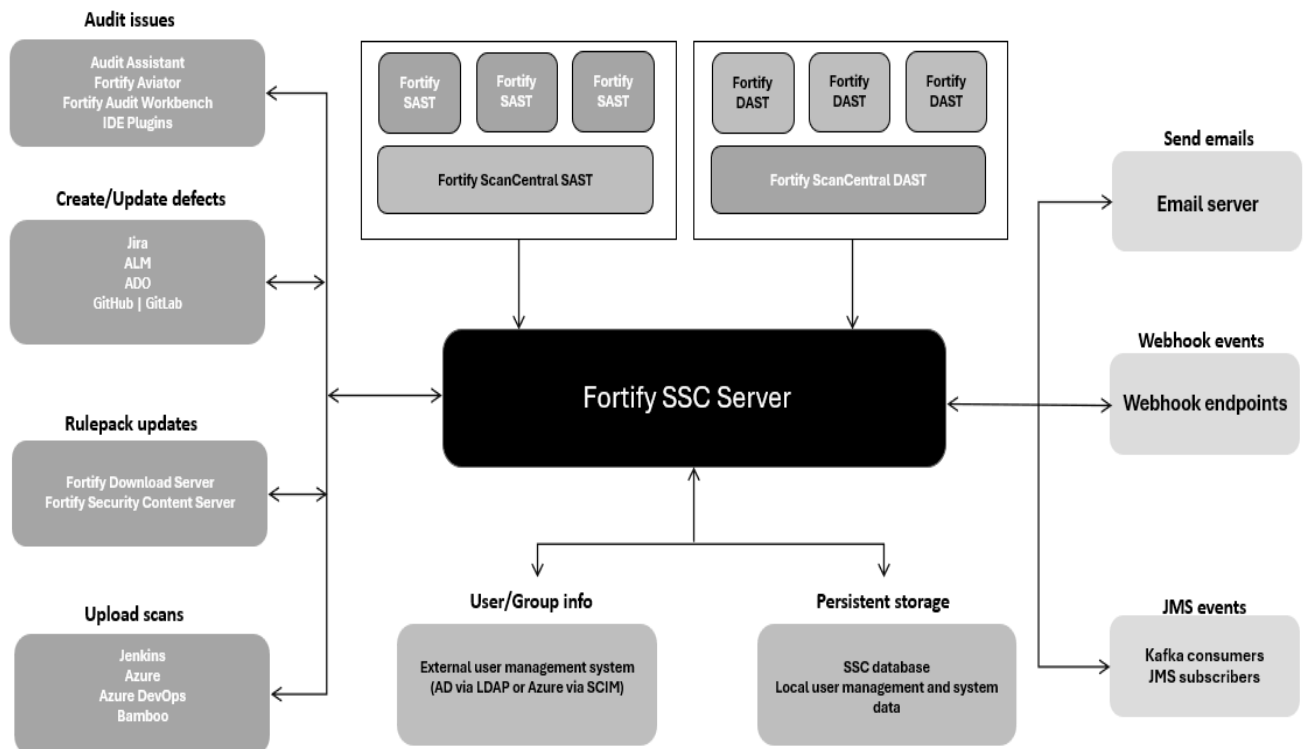 Audit issues
Audit Assistant
Fortify Aviator
Fortify Audit Workbench
IDE Plugins
Create/Update defects
Jira
ALM
ADO
GitHub | GitLab
Rulepack updates
Fortify Download Server
Fortify Security Content Server
Upload scans
Jenkins
Azure
Azure DevOps
Bamboo
Fortify
SAST
Fortify
SAST
Fortify
SAST
Fortify ScanCentral SAST
Fortify
DAST
Fortify
DAST
Fortify
DAST
Fortify ScanCentral DAST
Fortify SSC Server
User/Group info
External user management system
(AD via LDAP or Azure via SCIM)
Persistent storage
SSC database
Local user management and system
data
Send emails
Email server
Webhook events
Webhook endpoints
JMS events
Kafka consumers
JMS subscribers